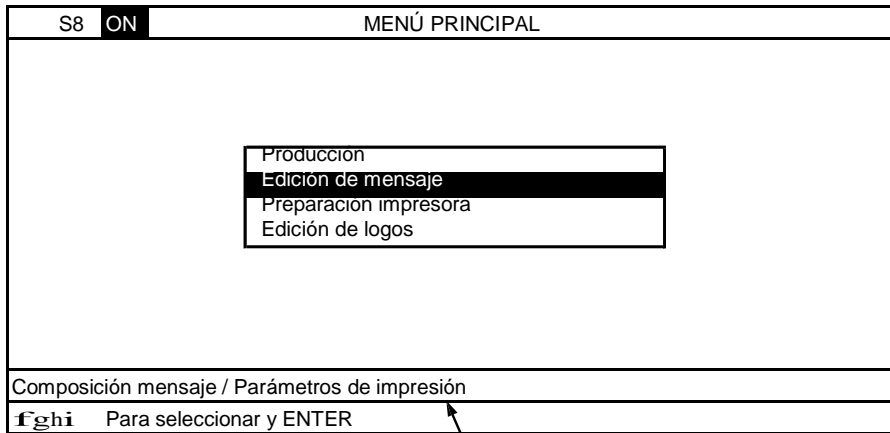 S8 ON MENÚ PRINCIPAL
Producción
Edición de mensaje
Preparación impresora
Edición de logos
Composición mensaje / Parámetros de impresión
fghi Para seleccionar y ENTER